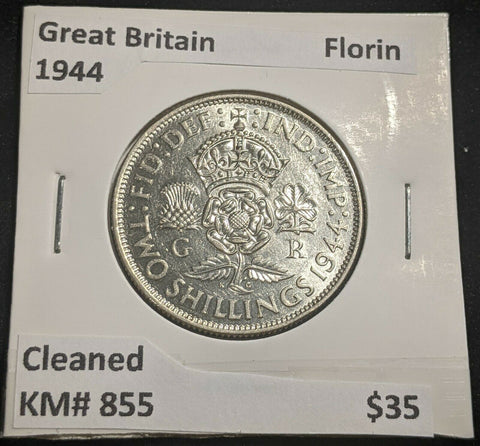 Great Britain Florin
1944
FID:DEF IND:IMP:1944
G R
TWO SHILLINGS
Cleaned
KM# 855 $35